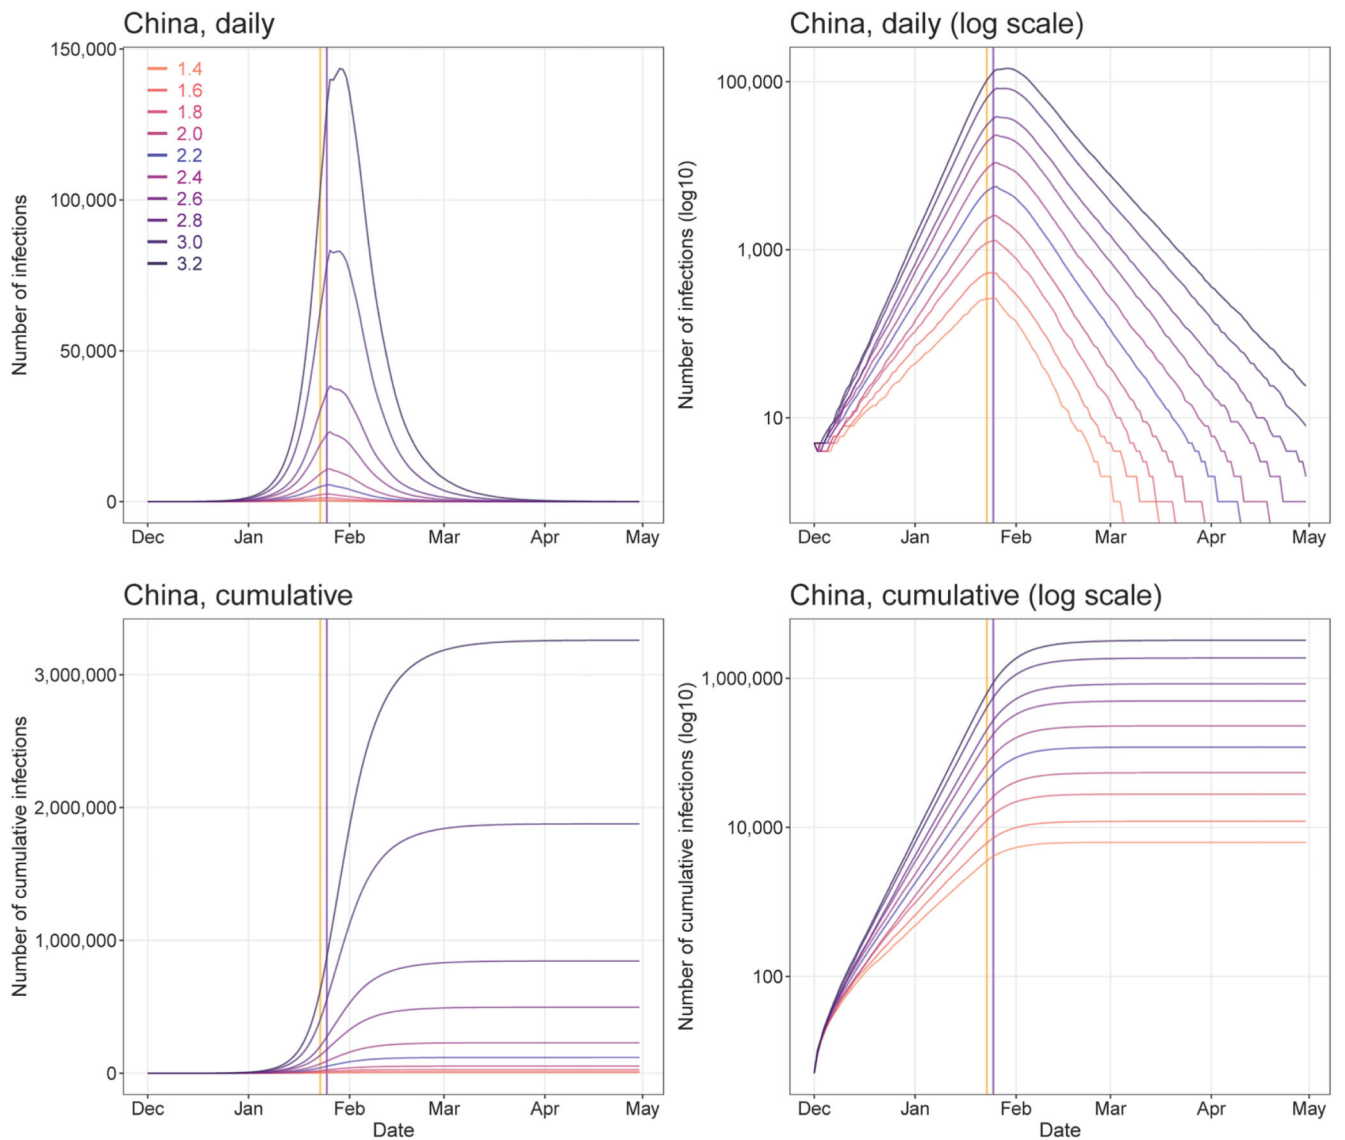 China, daily
150,000
100,000
50,000
0
Number of infections
1.4
1.6
1.8
2.0
2.2
2.4
2.6
2.8
3.0
3.2
Dec Jan Feb Mar Apr May
China, daily (log scale)
100,000
1,000
10
Number of infections (log10)
Dec Jan Feb Mar Apr May
China, cumulative
3,000,000
2,000,000
1,000,000
0
Number of cumulative infections
Dec Jan Feb Mar Apr May
Date
China, cumulative (log scale)
1,000,000
10,000
100
Number of cumulative infections (log10)
Dec Jan Feb Mar Apr May
Date